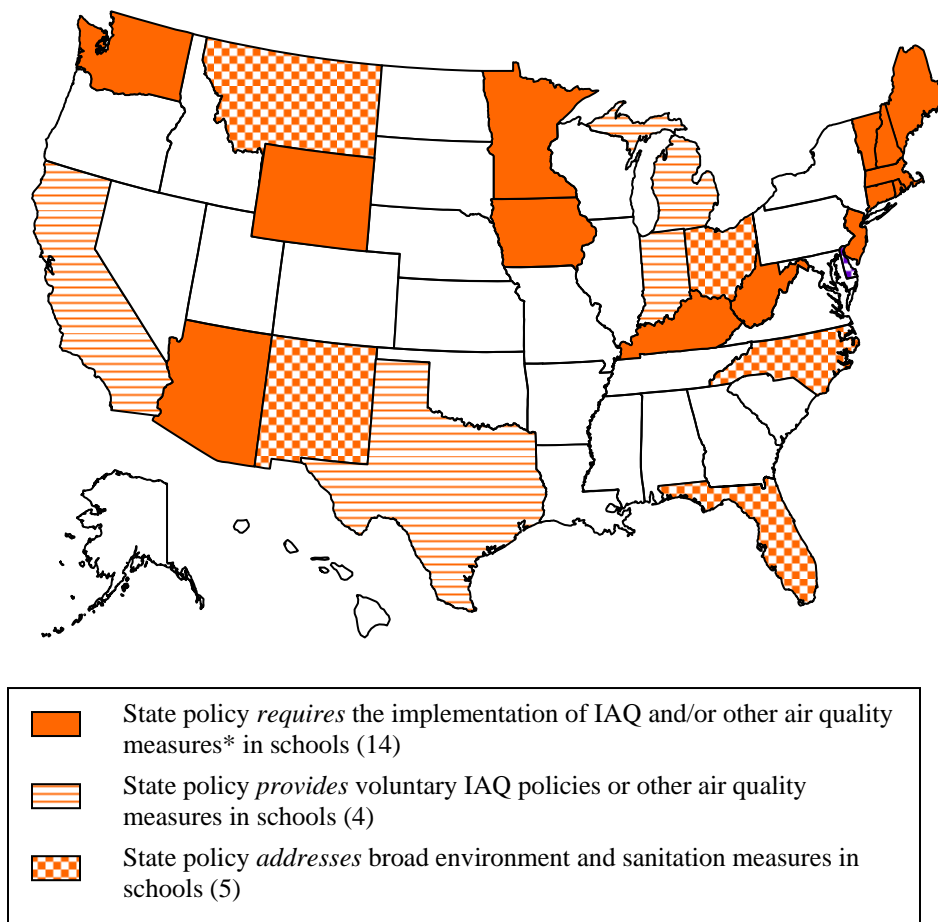 State policy requires the implementation of IAQ and/or other air quality
measures* in schools (14)
State policy provides voluntary IAQ policies or other air quality
measures in schools (4)
State policy addresses broad environment and sanitation measures in
schools (5)